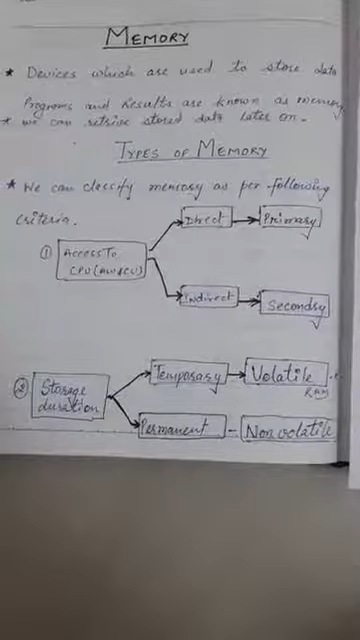 MEMORY
* Devices which are used to store data
Programs and Results are known as memory
* We can retrive stored data later on.
TYPES OF MEMORY
* We can classify memory as per following
criteria.
① Access To
CPU (ALU&CU)
Direct → Primary
Indirect → Secondry
② Storage
duration
Temporary → Volatile
RAM
Permanent – Non volatile